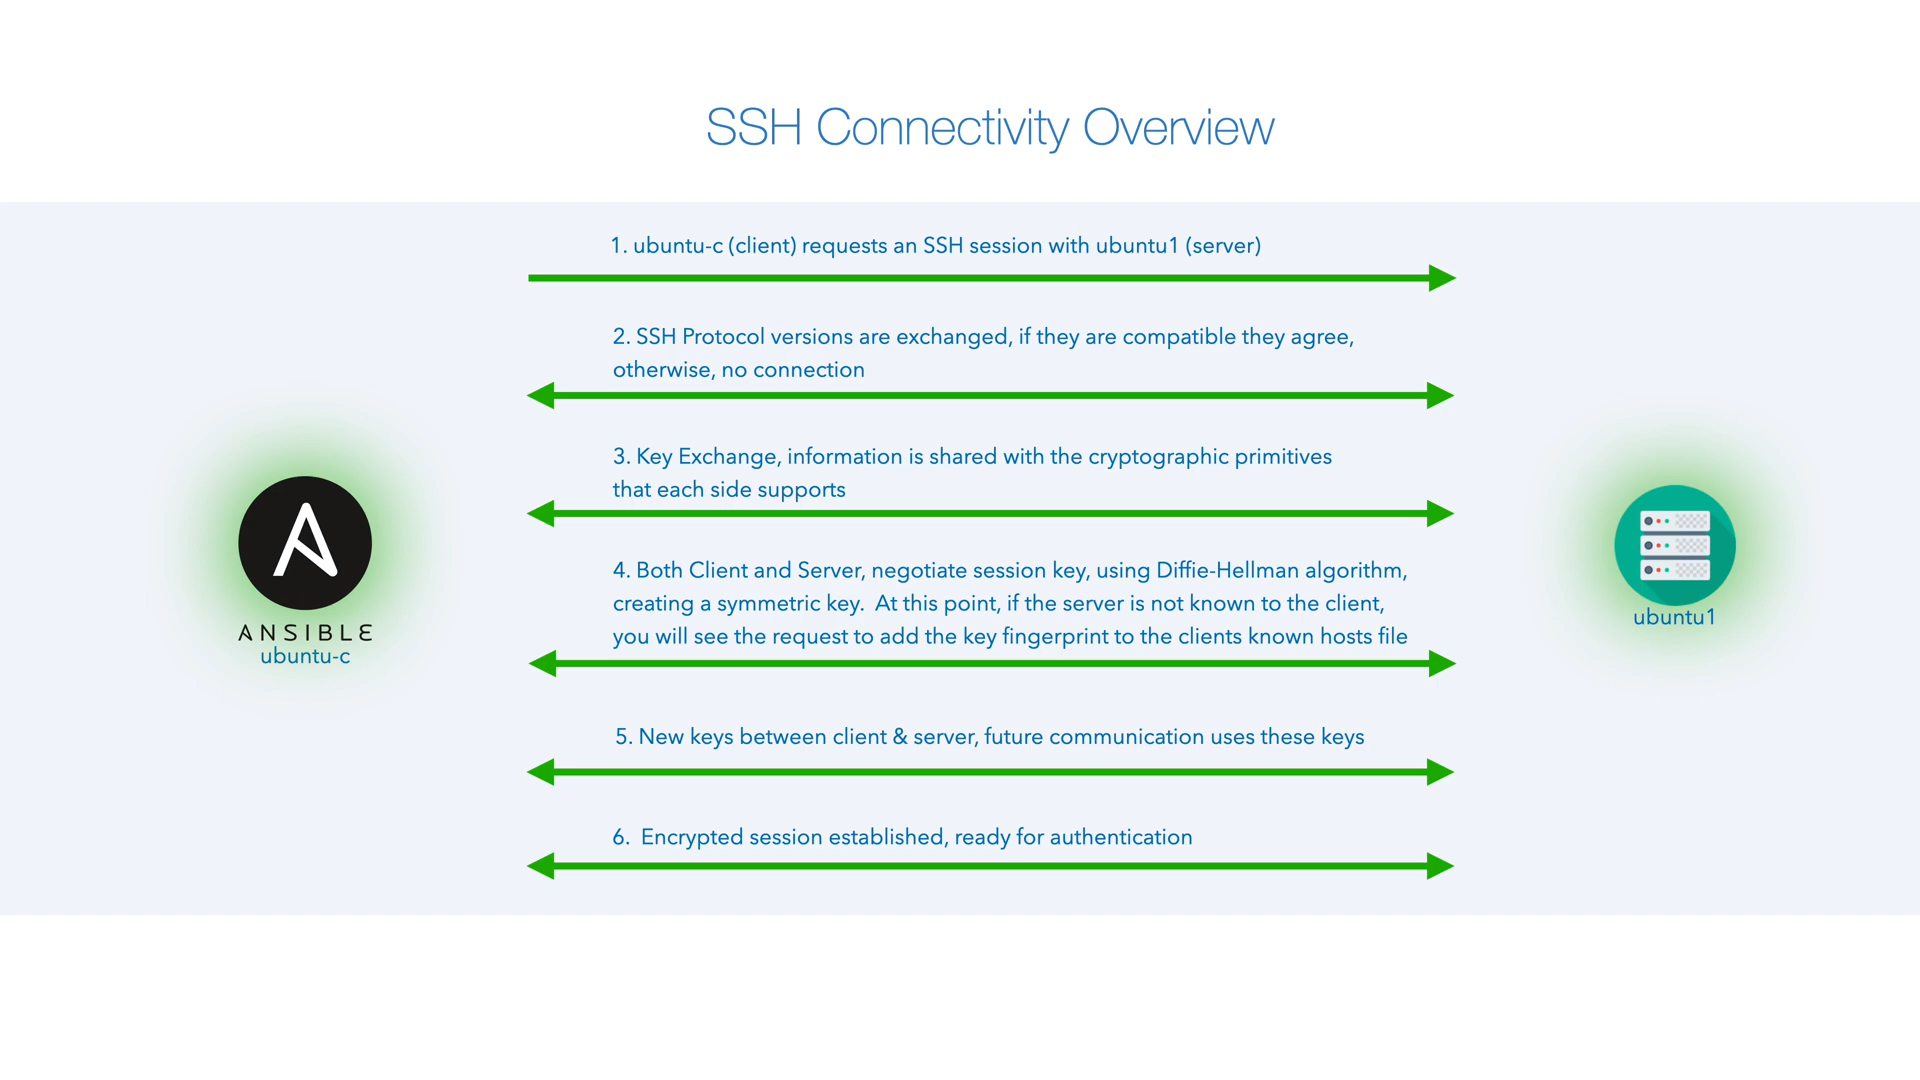 SSH Connectivity Overview
1. ubuntu-c (client) requests an SSH session with ubuntu1 (server)
2. SSH Protocol versions are exchanged, if they are compatible they agree,
otherwise, no connection
3. Key Exchange, information is shared with the cryptographic primitives
that each side supports
4. Both Client and Server, negotiate session key, using Diffie-Hellman algorithm,
creating a symmetric key.  At this point, if the server is not known to the client,
you will see the request to add the key fingerprint to the clients known hosts file
5. New keys between client & server, future communication uses these keys
6.  Encrypted session established, ready for authentication
ANSIBLE
ubuntu-c
ubuntu1